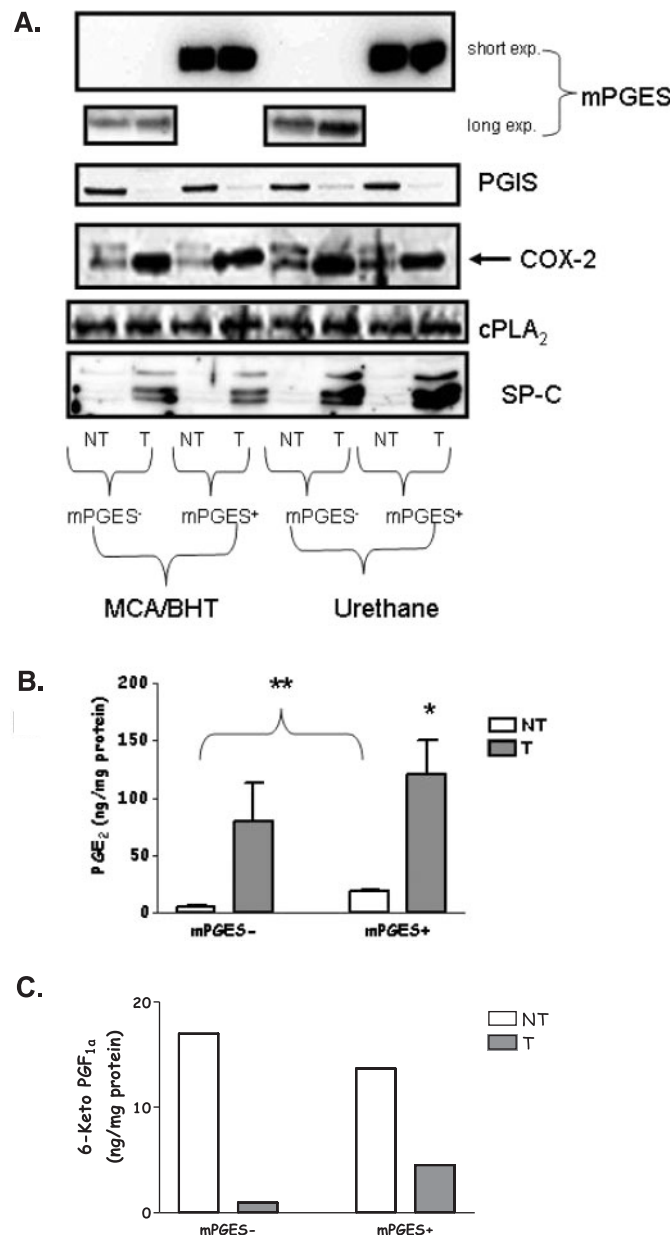 A.
short exp.
mPGES
long exp.
PGIS
COX-2
cPLA₂
SP-C
NT T NT T NT T NT T
mPGES⁻ mPGES⁺ mPGES⁻ mPGES⁺
MCA/BHT Urethane
B.
200
150
100
50
0
PGE₂ (ng/mg protein)
**
*
NT
T
mPGES- mPGES+
C.
20
10
0
6-Keto PGF₁α
(ng/mg protein)
NT
T
mPGES- mPGES+